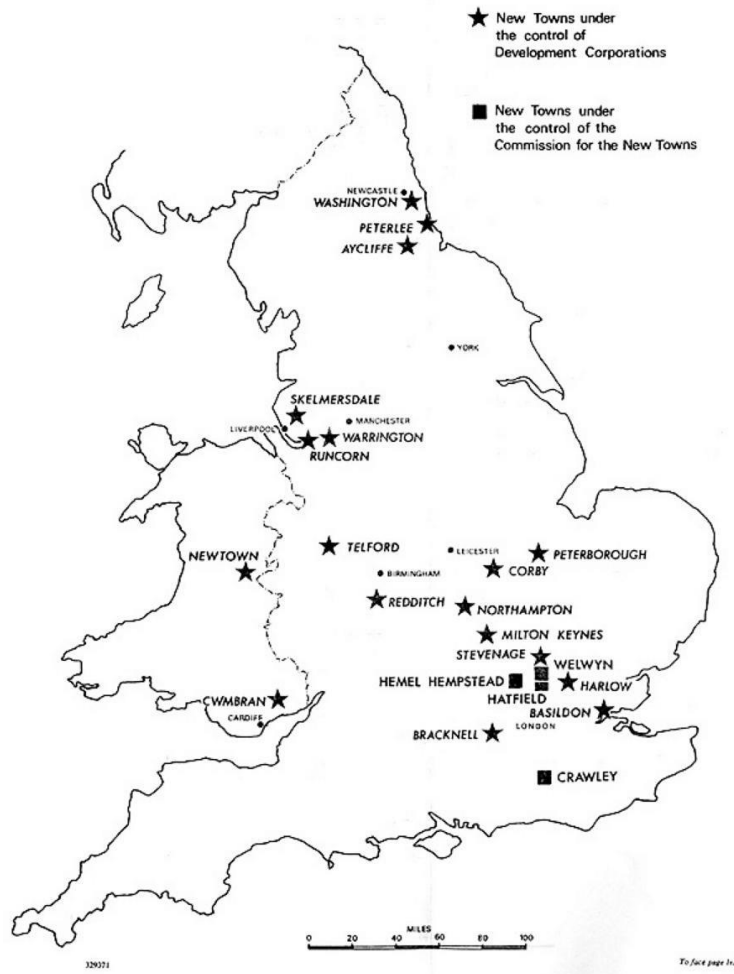 New Towns under
the control of
Development Corporations
New Towns under
the control of the
Commission for the New Towns
NEWCASTLE
WASHINGTON
PETERLEE
AYCLIFFE
YORK
SKELMERSDALE
MANCHESTER
LIVERPOOL
WARRINGTON
RUNCORN
TELFORD
LEICESTER
PETERBOROUGH
NEWTOWN
CORBY
BIRMINGHAM
REDDITCH
NORTHAMPTON
MILTON KEYNES
STEVENAGE
WELWYN
HEMEL HEMPSTEAD
HARLOW
HATFIELD
CWMBRAN
BASILDON
CARDIFF
LONDON
BRACKNELL
CRAWLEY
MILES
0 20 40 60 80 100
329371
To face page